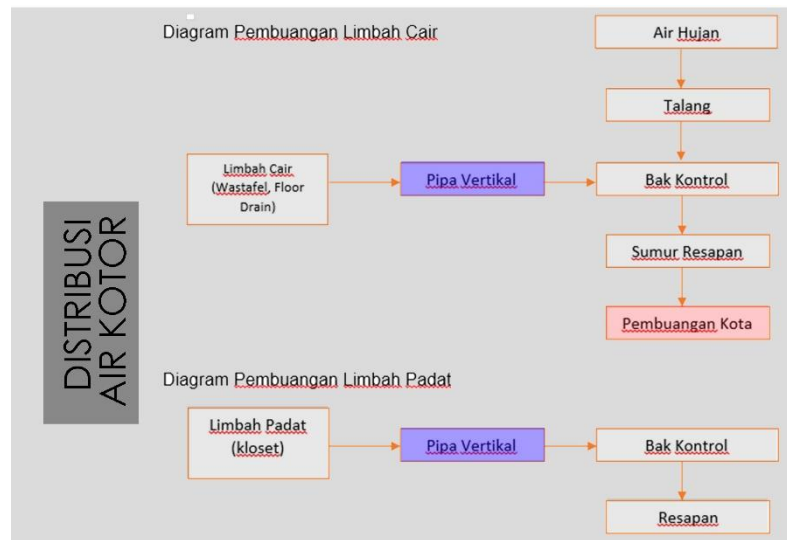 DISTRIBUSI
AIR KOTOR
Diagram Pembuangan Limbah Cair
Air Hujan
Talang
Limbah Cair
(Wastafel, Floor
Drain)
Pipa Vertikal
Bak Kontrol
Sumur Resapan
Pembuangan Kota
Diagram Pembuangan Limbah Padat
Limbah Padat
(kloset)
Pipa Vertikal
Bak Kontrol
Resapan